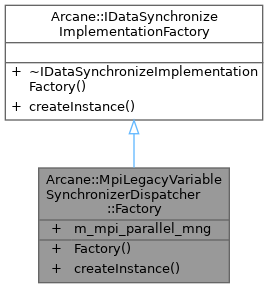 Arcane::IDataSynchronize
ImplementationFactory
+ ~IDataSynchronizeImplementation
Factory()
+ createInstance()
Arcane::MpiLegacyVariable
SynchronizerDispatcher
::Factory
+ m_mpi_parallel_mng
+ Factory()
+ createInstance()